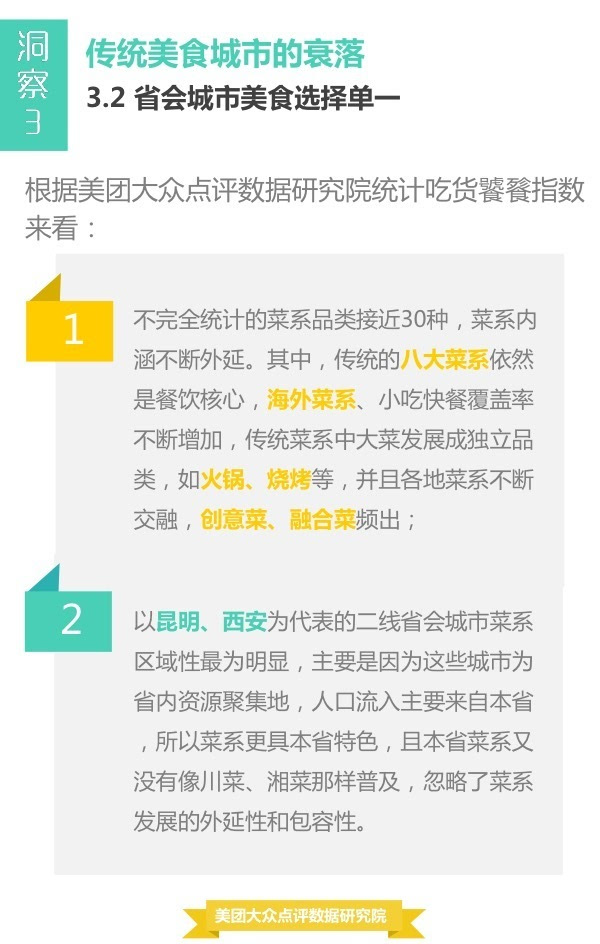 洞察3
传统美食城市的衰落
3.2 省会城市美食选择单一
根据美团大众点评数据研究院统计吃货饕餮指数
来看：
1
不完全统计的菜系品类接近30种，菜系内
涵不断外延。其中，传统的八大菜系依然
是餐饮核心，海外菜系、小吃快餐覆盖率
不断增加，传统菜系中大菜发展成独立品
类，如火锅、烧烤等，并且各地菜系不断
交融，创意菜、融合菜频出；
2
以昆明、西安为代表的二线省会城市菜系
区域性最为明显，主要是因为这些城市为
省内资源聚集地，人口流入主要来自本省
，所以菜系更具本省特色，且本省菜系又
没有像川菜、湘菜那样普及，忽略了菜系
发展的外延性和包容性。
美团大众点评数据研究院